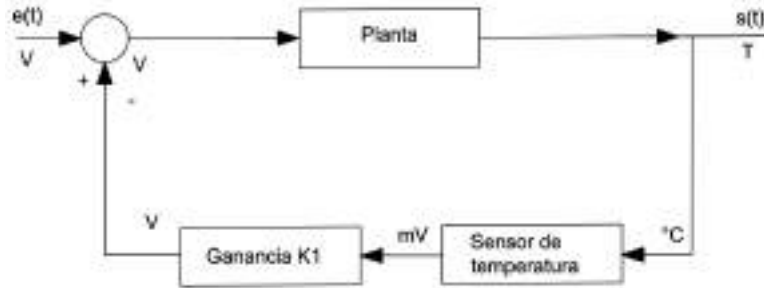 e(t)
V
+
-
V
Planta
s(t)
T
V
Ganancia K1
mV
Sensor de
temperatura
°C